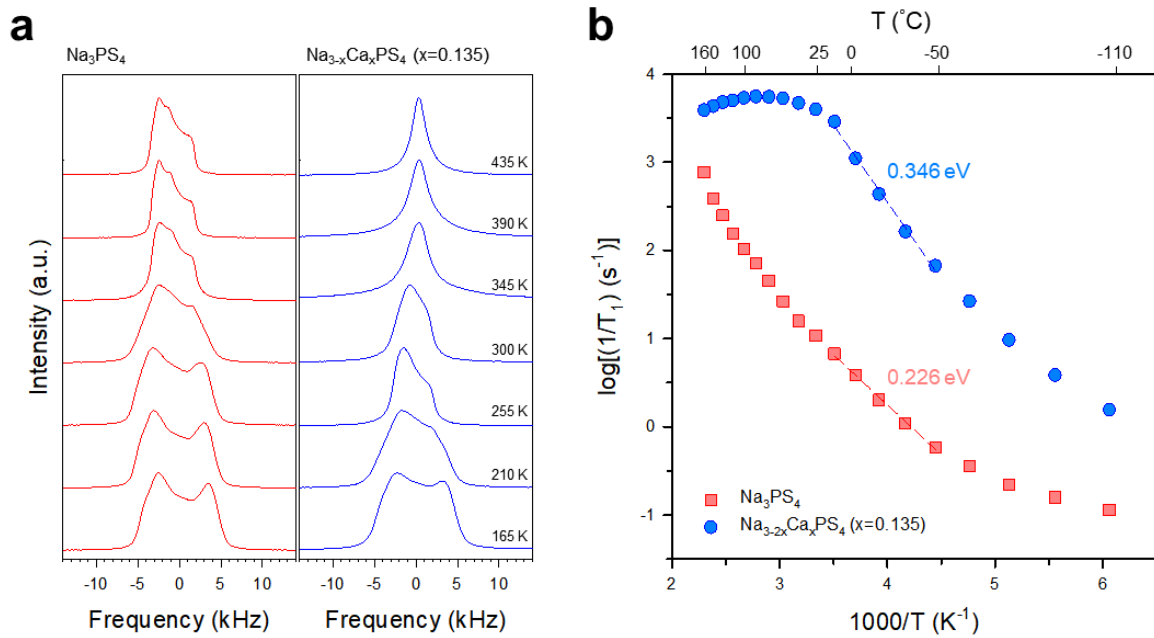 a
Na₃PS₄
Na₃₋ₓCaₓPS₄ (x=0.135)
Intensity (a.u.)
435 K
390 K
345 K
300 K
255 K
210 K
165 K
-10 -5 0 5 10
-10 -5 0 5 10
Frequency (kHz)
Frequency (kHz)
b
T (°C)
160 100 25 0 -50 -110
log[(1/T₁) (s⁻¹)]
4
3
2
1
0
-1
0.346 eV
0.226 eV
Na₃PS₄
Na₃₋₂ₓCaₓPS₄ (x=0.135)
2 3 4 5 6
1000/T (K⁻¹)